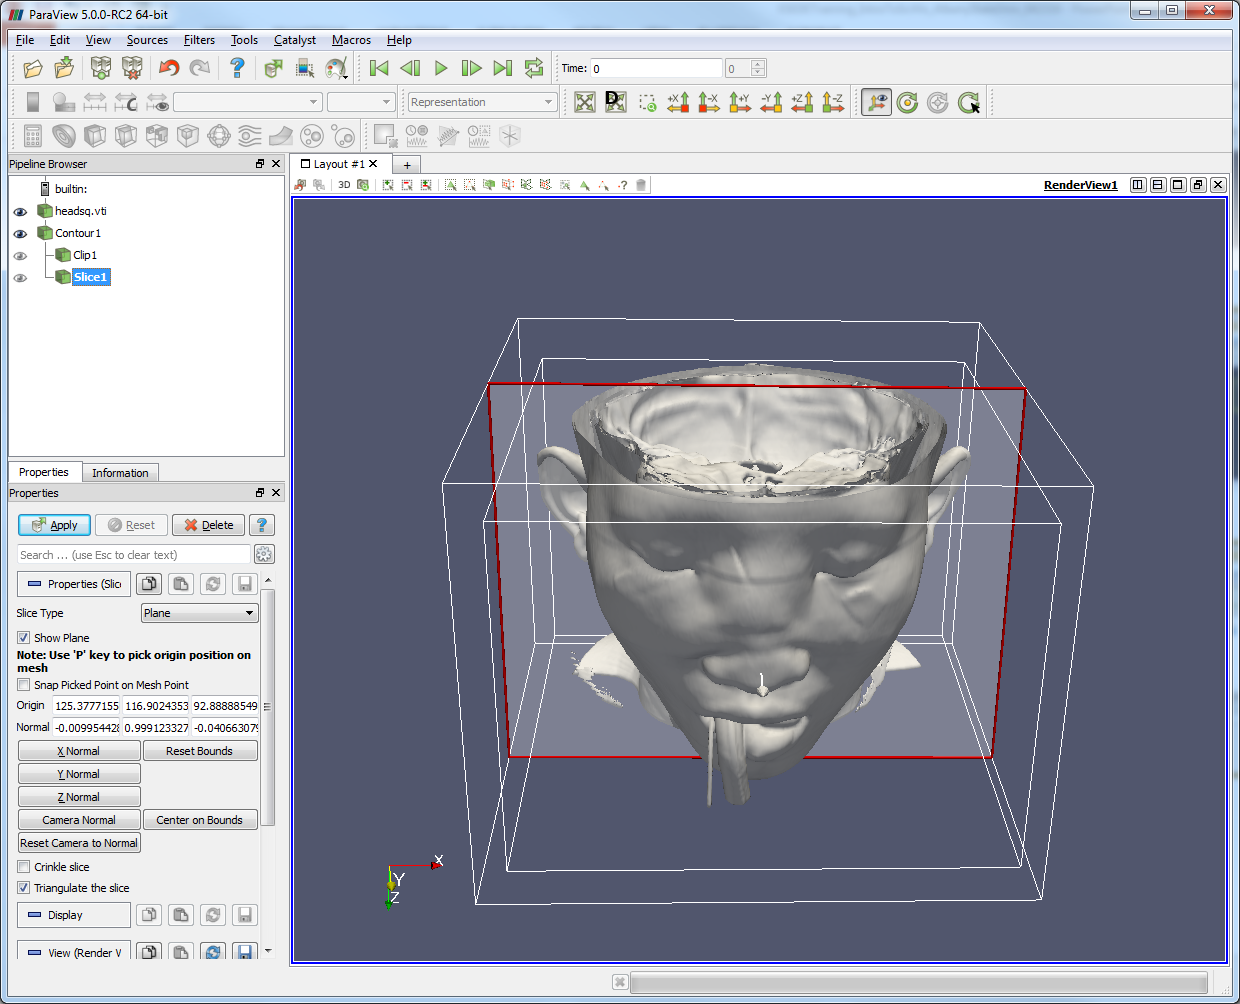 ParaView 5.0.0-RC2 64-bit
File Edit View Sources Filters Tools Catalyst Macros Help
Time: 0 0
Representation
D +X -X +Y -Y +Z -Z
Pipeline Browser
Layout #1 +
3D ? RenderView1
builtin:
headsq.vti
Contour1
Clip1
Slice1
Properties Information
Properties
Apply Reset Delete ?
Search ... (use Esc to clear text)
Properties (Slic
Slice Type Plane
Show Plane
Note: Use 'P' key to pick origin position on
mesh
Snap Picked Point on Mesh Point
Origin 125.3777155 116.9024353 92.88888549
Normal -0.009954428 0.999123327 -0.040663079
X Normal Reset Bounds
Y Normal
Z Normal
Camera Normal Center on Bounds
Reset Camera to Normal
Crinkle slice
Triangulate the slice
Display
View (Render V
X
Y
Z